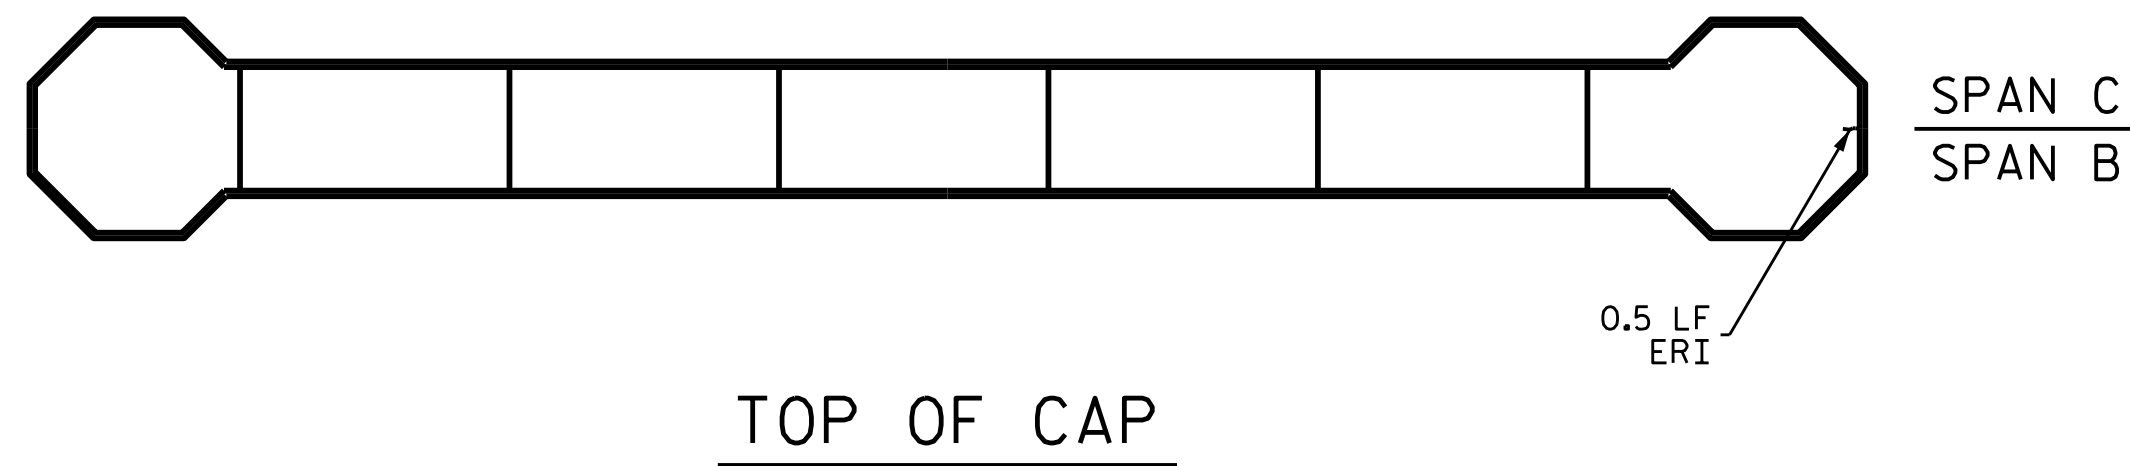 SPAN C
SPAN B
0.5 LF
ERI
TOP OF CAP